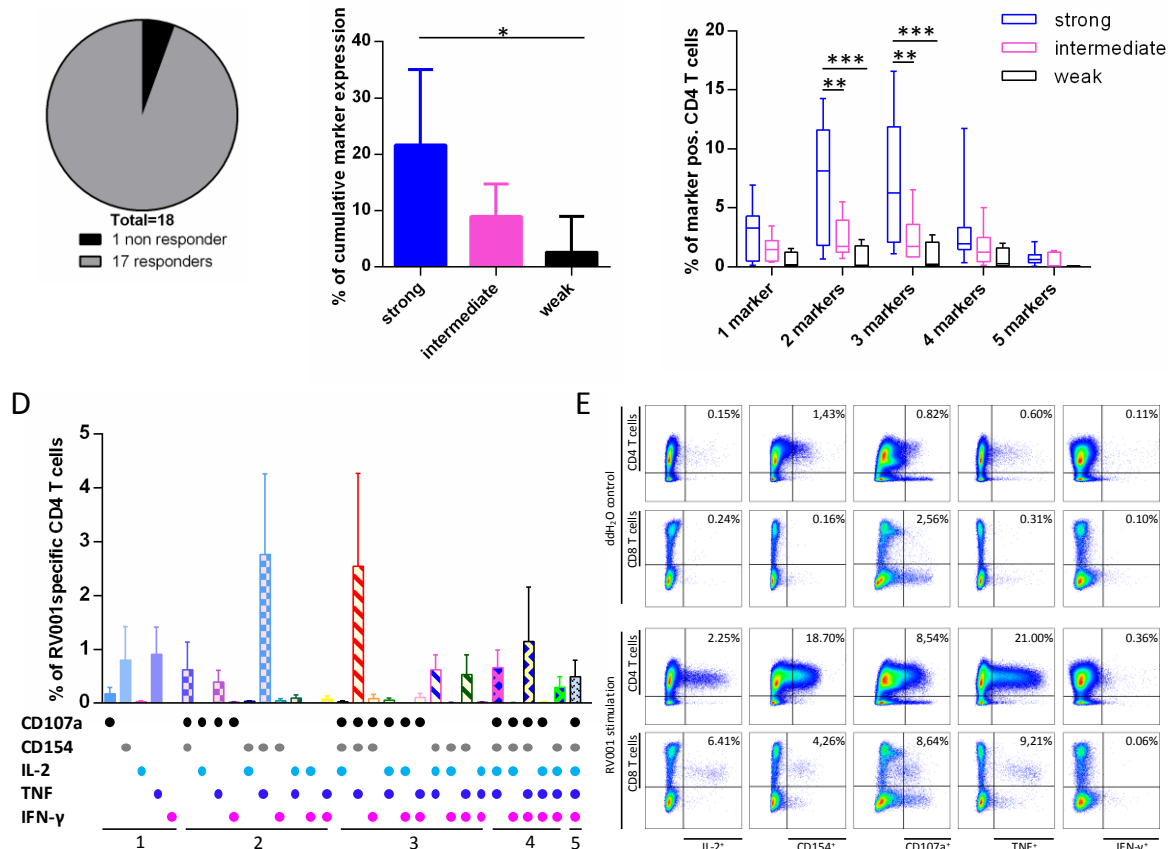 Total=18
1 non responder
17 responders
% of cumulative marker expression
40
30
20
10
0
*
strong
intermediate
weak
% of marker pos. CD4 T cells
20
15
10
5
0
***
**
***
**
strong
intermediate
weak
1 marker
2 markers
3 markers
4 markers
5 markers
D
% of RV001specific CD4 T cells
5
4
3
2
1
0
CD107a
CD154
IL-2
TNF
IFN-γ
1 2 3 4 5
E
ddH₂O control
CD4 T cells
0.15% 1,43% 0.82% 0.60% 0.11%
CD8 T cells
0.24% 0.16% 2,56% 0.31% 0.10%
RV001 stimulation
CD4 T cells
2.25% 18.70% 8,54% 21.00% 0.36%
CD8 T cells
6.41% 4,26% 8,64% 9,21% 0.06%
IL-2⁺ CD154⁺ CD107a⁺ TNF⁺ IFN-γ⁺